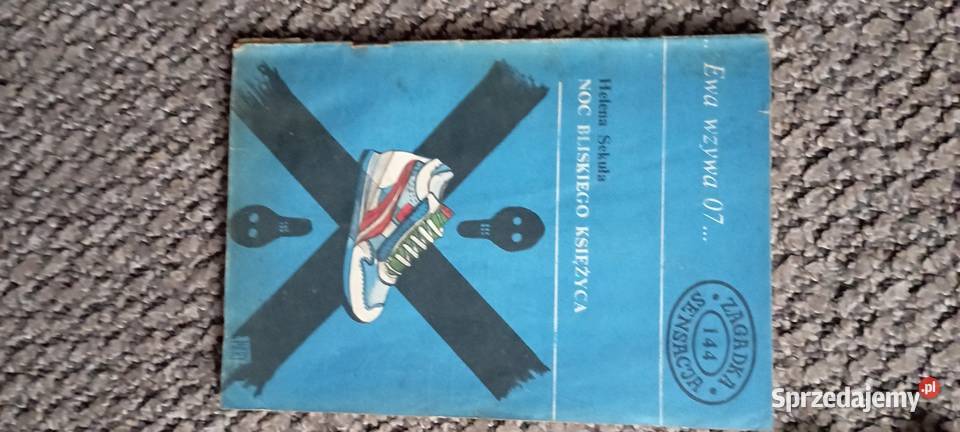 ... Ewa wzywa 07 ...
ZAGADKA
144
SENSACJA
Helena Sekuła
NOC BLISKIEGO KSIĘŻYCA
Sprzedajemy.pl